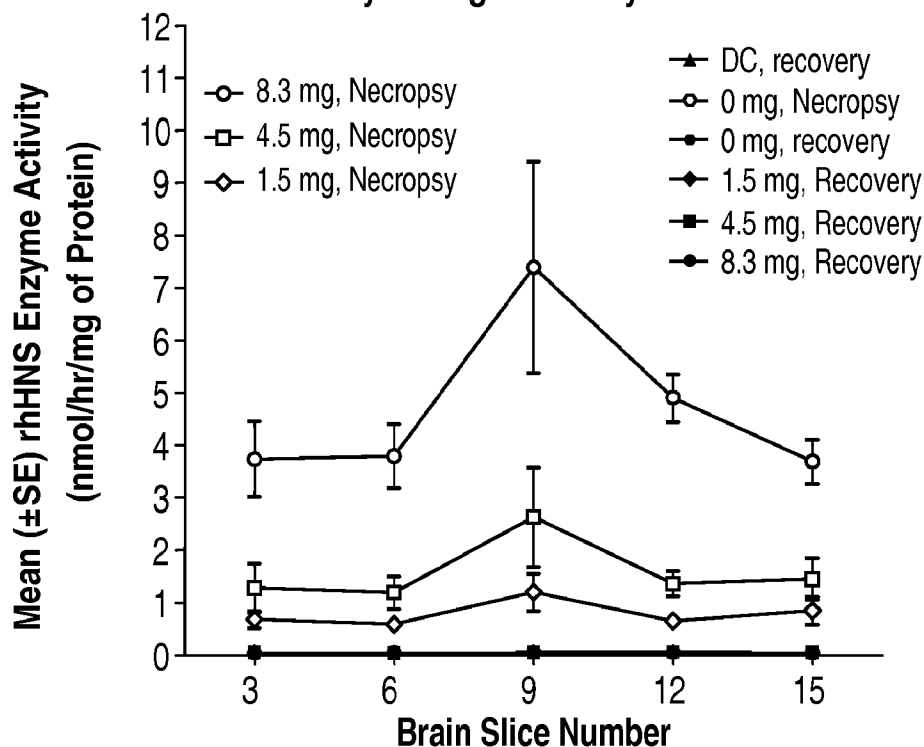 12
11
10
9
8
7
6
5
4
3
2
1
0
Mean (±SE) rhHNS Enzyme Activity
(nmol/hr/mg of Protein)
8.3 mg, Necropsy
4.5 mg, Necropsy
1.5 mg, Necropsy
DC, recovery
0 mg, Necropsy
0 mg, recovery
1.5 mg, Recovery
4.5 mg, Recovery
8.3 mg, Recovery
3 6 9 12 15
Brain Slice Number